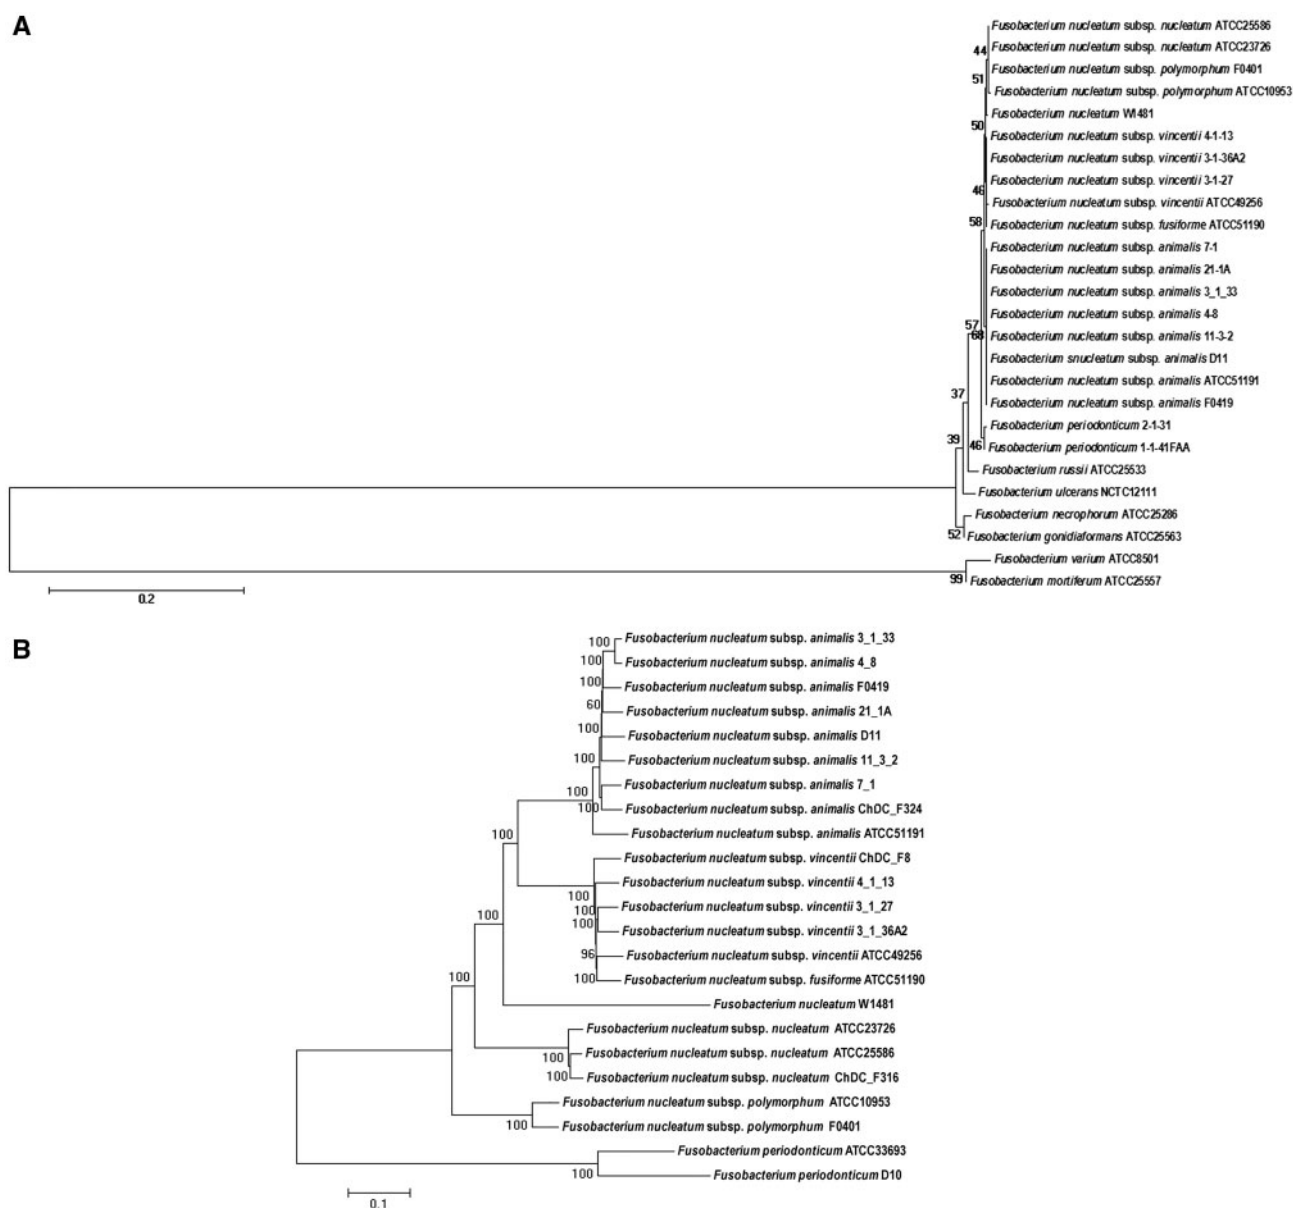 A
Fusobacterium nucleatum subsp. nucleatum ATCC25586
44
Fusobacterium nucleatum subsp. nucleatum ATCC23726
Fusobacterium nucleatum subsp. polymorphum F0401
51
Fusobacterium nucleatum subsp. polymorphum ATCC10953
Fusobacterium nucleatum W1481
50
Fusobacterium nucleatum subsp. vincentii 4-1-13
Fusobacterium nucleatum subsp. vincentii 3-1-36A2
Fusobacterium nucleatum subsp. vincentii 3-1-27
46
Fusobacterium nucleatum subsp. vincentii ATCC49256
58
Fusobacterium nucleatum subsp. fusiforme ATCC51190
Fusobacterium nucleatum subsp. animalis 7-1
Fusobacterium nucleatum subsp. animalis 21-1A
Fusobacterium nucleatum subsp. animalis 3_1_33
Fusobacterium nucleatum subsp. animalis 4-8
57
68
Fusobacterium nucleatum subsp. animalis 11-3-2
Fusobacterium snucleatum subsp. animalis D11
Fusobacterium nucleatum subsp. animalis ATCC51191
37
Fusobacterium nucleatum subsp. animalis F0419
Fusobacterium periodonticum 2-1-31
39
46
Fusobacterium periodonticum 1-1-41FAA
Fusobacterium russii ATCC25533
Fusobacterium ulcerans NCTC12111
Fusobacterium necrophorum ATCC25286
52
Fusobacterium gonidiaformans ATCC25563
Fusobacterium varium ATCC8501
99
Fusobacterium mortiferum ATCC25557
0.2
B
100
Fusobacterium nucleatum subsp. animalis 3_1_33
100
Fusobacterium nucleatum subsp. animalis 4_8
100
Fusobacterium nucleatum subsp. animalis F0419
60
Fusobacterium nucleatum subsp. animalis 21_1A
100
Fusobacterium nucleatum subsp. animalis D11
100
Fusobacterium nucleatum subsp. animalis 11_3_2
100
Fusobacterium nucleatum subsp. animalis 7_1
100
Fusobacterium nucleatum subsp. animalis ChDC_F324
100
Fusobacterium nucleatum subsp. animalis ATCC51191
Fusobacterium nucleatum subsp. vincentii ChDC_F8
Fusobacterium nucleatum subsp. vincentii 4_1_13
100
100
Fusobacterium nucleatum subsp. vincentii 3_1_27
100
100
Fusobacterium nucleatum subsp. vincentii 3_1_36A2
96
Fusobacterium nucleatum subsp. vincentii ATCC49256
100
100
Fusobacterium nucleatum subsp. fusiforme ATCC51190
Fusobacterium nucleatum W1481
Fusobacterium nucleatum subsp. nucleatum ATCC23726
100
Fusobacterium nucleatum subsp. nucleatum ATCC25586
100
Fusobacterium nucleatum subsp. nucleatum ChDC_F316
Fusobacterium nucleatum subsp. polymorphum ATCC10953
100
Fusobacterium nucleatum subsp. polymorphum F0401
Fusobacterium periodonticum ATCC33693
100
Fusobacterium periodonticum D10
0.1